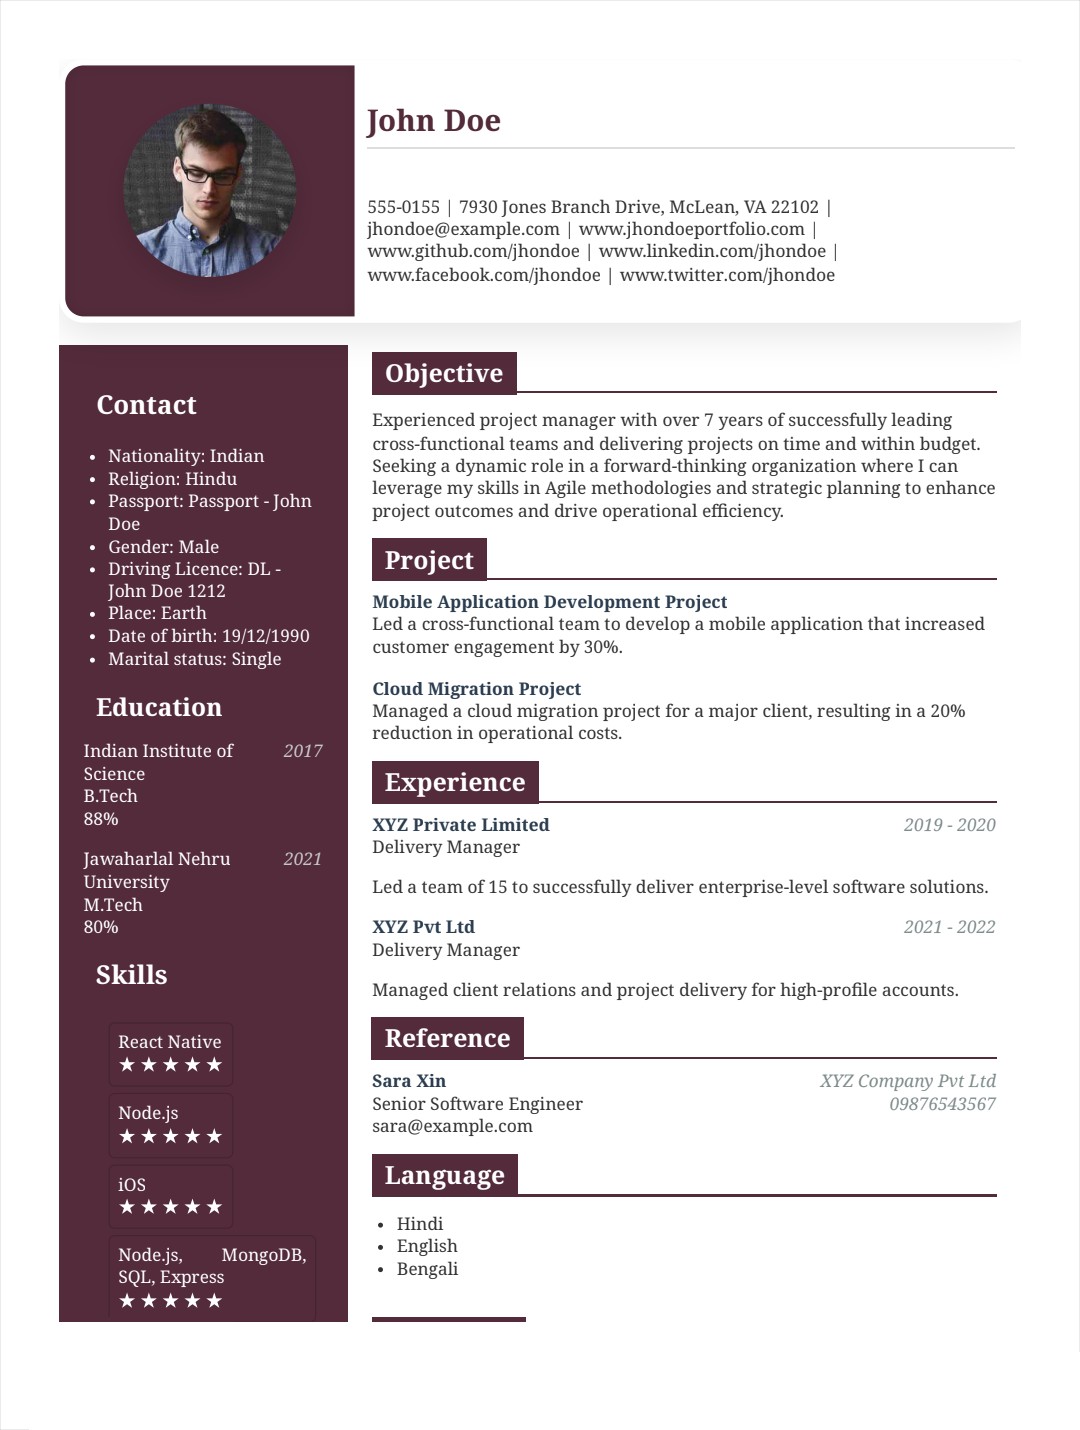 John Doe
555-0155 | 7930 Jones Branch Drive, McLean, VA 22102 |
jhondoe@example.com | www.jhondoeportfolio.com |
www.github.com/jhondoe | www.linkedin.com/jhondoe |
www.facebook.com/jhondoe | www.twitter.com/jhondoe
Contact
• Nationality: Indian
• Religion: Hindu
• Passport: Passport - John
Doe
• Gender: Male
• Driving Licence: DL -
John Doe 1212
• Place: Earth
• Date of birth: 19/12/1990
• Marital status: Single
Education
Indian Institute of 2017
Science
B.Tech
88%
Jawaharlal Nehru 2021
University
M.Tech
80%
Skills
React Native
★★★★★
Node.js
★★★★★
iOS
★★★★★
Node.js, MongoDB,
SQL, Express
★★★★★
Objective
Experienced project manager with over 7 years of successfully leading
cross-functional teams and delivering projects on time and within budget.
Seeking a dynamic role in a forward-thinking organization where I can
leverage my skills in Agile methodologies and strategic planning to enhance
project outcomes and drive operational efficiency.
Project
Mobile Application Development Project
Led a cross-functional team to develop a mobile application that increased
customer engagement by 30%.
Cloud Migration Project
Managed a cloud migration project for a major client, resulting in a 20%
reduction in operational costs.
Experience
XYZ Private Limited 2019 - 2020
Delivery Manager
Led a team of 15 to successfully deliver enterprise-level software solutions.
XYZ Pvt Ltd 2021 - 2022
Delivery Manager
Managed client relations and project delivery for high-profile accounts.
Reference
Sara Xin XYZ Company Pvt Ltd
Senior Software Engineer 09876543567
sara@example.com
Language
• Hindi
• English
• Bengali